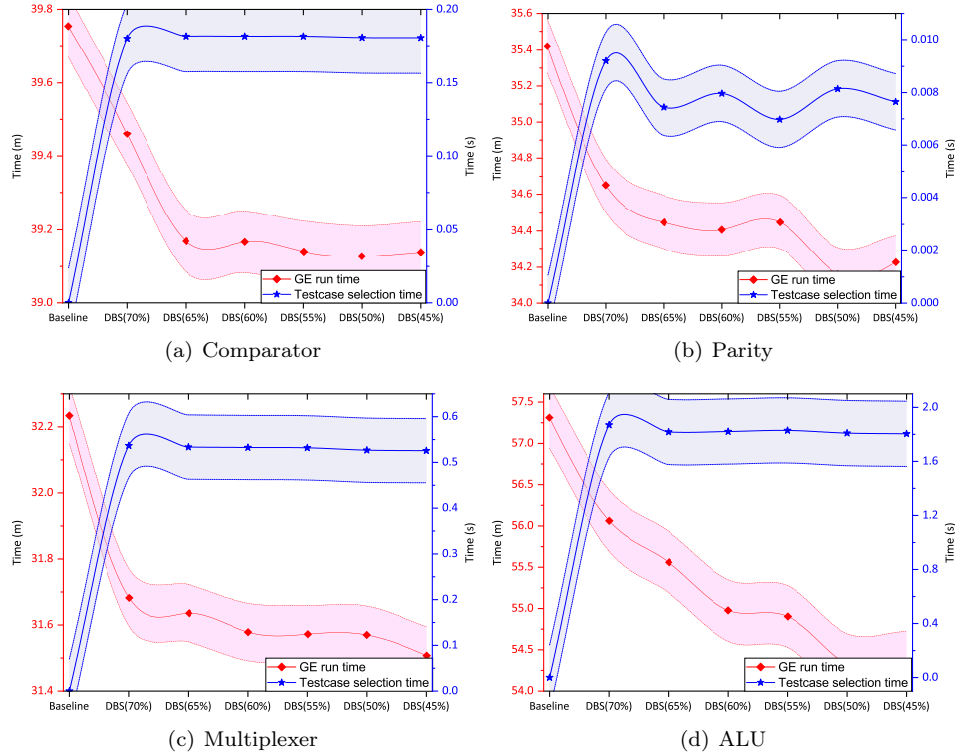 39.8
39.6
39.4
39.2
39.0
Time (m)
0.20
0.15
0.10
0.05
0.00
Time (s)
GE run time
Testcase selection time
Baseline DBS(70%) DBS(65%) DBS(60%) DBS(55%) DBS(50%) DBS(45%)
(a) Comparator
35.6
35.4
35.2
35.0
34.8
34.6
34.4
34.2
34.0
Time (m)
0.010
0.008
0.006
0.004
0.002
0.000
Time (s)
GE run time
Testcase selection time
Baseline DBS(70%) DBS(65%) DBS(60%) DBS(55%) DBS(50%) DBS(45%)
(b) Parity
32.2
32.0
31.8
31.6
31.4
Time (m)
0.6
0.5
0.4
0.3
0.2
0.1
0.0
Time (s)
GE run time
Testcase selection time
Baseline DBS(70%) DBS(65%) DBS(60%) DBS(55%) DBS(50%) DBS(45%)
(c) Multiplexer
57.5
57.0
56.5
56.0
55.5
55.0
54.5
54.0
Time (m)
2.0
1.6
1.2
0.8
0.4
0.0
Time (s)
GE run time
Testcase selection time
Baseline DBS(70%) DBS(65%) DBS(60%) DBS(55%) DBS(50%) DBS(45%)
(d) ALU